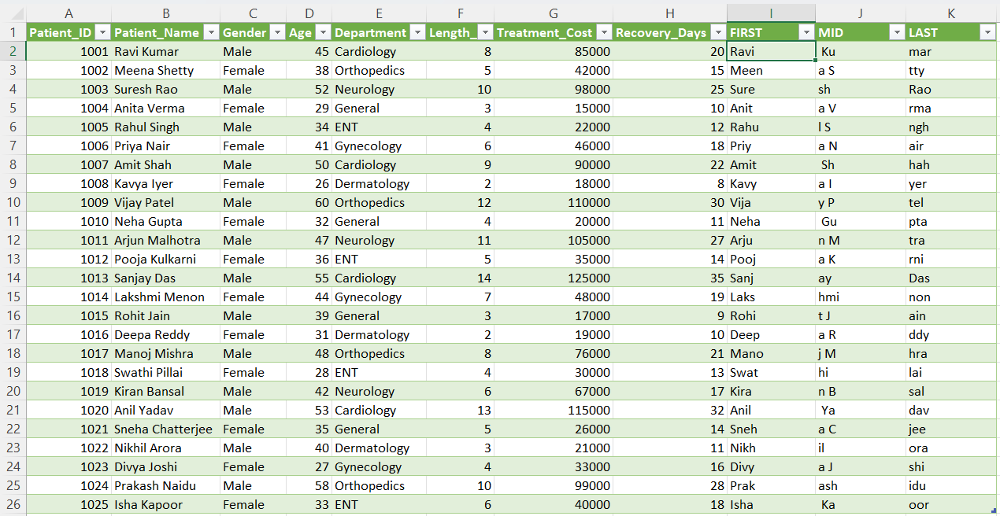 A B C D E F G H I J K
1 Patient_ID Patient_Name Gender Age Department Length_ Treatment_Cost Recovery_Days FIRST MID LAST
2 1001 Ravi Kumar Male 45 Cardiology 8 85000 20 Ravi Ku mar
3 1002 Meena Shetty Female 38 Orthopedics 5 42000 15 Meen a S tty
4 1003 Suresh Rao Male 52 Neurology 10 98000 25 Sure sh Rao
5 1004 Anita Verma Female 29 General 3 15000 10 Anit a V rma
6 1005 Rahul Singh Male 34 ENT 4 22000 12 Rahu l S ngh
7 1006 Priya Nair Female 41 Gynecology 6 46000 18 Priy a N air
8 1007 Amit Shah Male 50 Cardiology 9 90000 22 Amit Sh hah
9 1008 Kavya Iyer Female 26 Dermatology 2 18000 8 Kavy a I yer
10 1009 Vijay Patel Male 60 Orthopedics 12 110000 30 Vija y P tel
11 1010 Neha Gupta Female 32 General 4 20000 11 Neha Gu pta
12 1011 Arjun Malhotra Male 47 Neurology 11 105000 27 Arju n M tra
13 1012 Pooja Kulkarni Female 36 ENT 5 35000 14 Pooj a K rni
14 1013 Sanjay Das Male 55 Cardiology 14 125000 35 Sanj ay Das
15 1014 Lakshmi Menon Female 44 Gynecology 7 48000 19 Laks hmi non
16 1015 Rohit Jain Male 39 General 3 17000 9 Rohi t J ain
17 1016 Deepa Reddy Female 31 Dermatology 2 19000 10 Deep a R ddy
18 1017 Manoj Mishra Male 48 Orthopedics 8 76000 21 Mano j M hra
19 1018 Swathi Pillai Female 28 ENT 4 30000 13 Swat hi lai
20 1019 Kiran Bansal Male 42 Neurology 6 67000 17 Kira n B sal
21 1020 Anil Yadav Male 53 Cardiology 13 115000 32 Anil Ya dav
22 1021 Sneha Chatterjee Female 35 General 5 26000 14 Sneh a C jee
23 1022 Nikhil Arora Male 40 Dermatology 3 21000 11 Nikh il ora
24 1023 Divya Joshi Female 27 Gynecology 4 33000 16 Divy a J shi
25 1024 Prakash Naidu Male 58 Orthopedics 10 99000 28 Prak ash idu
26 1025 Isha Kapoor Female 33 ENT 6 40000 18 Isha Ka oor